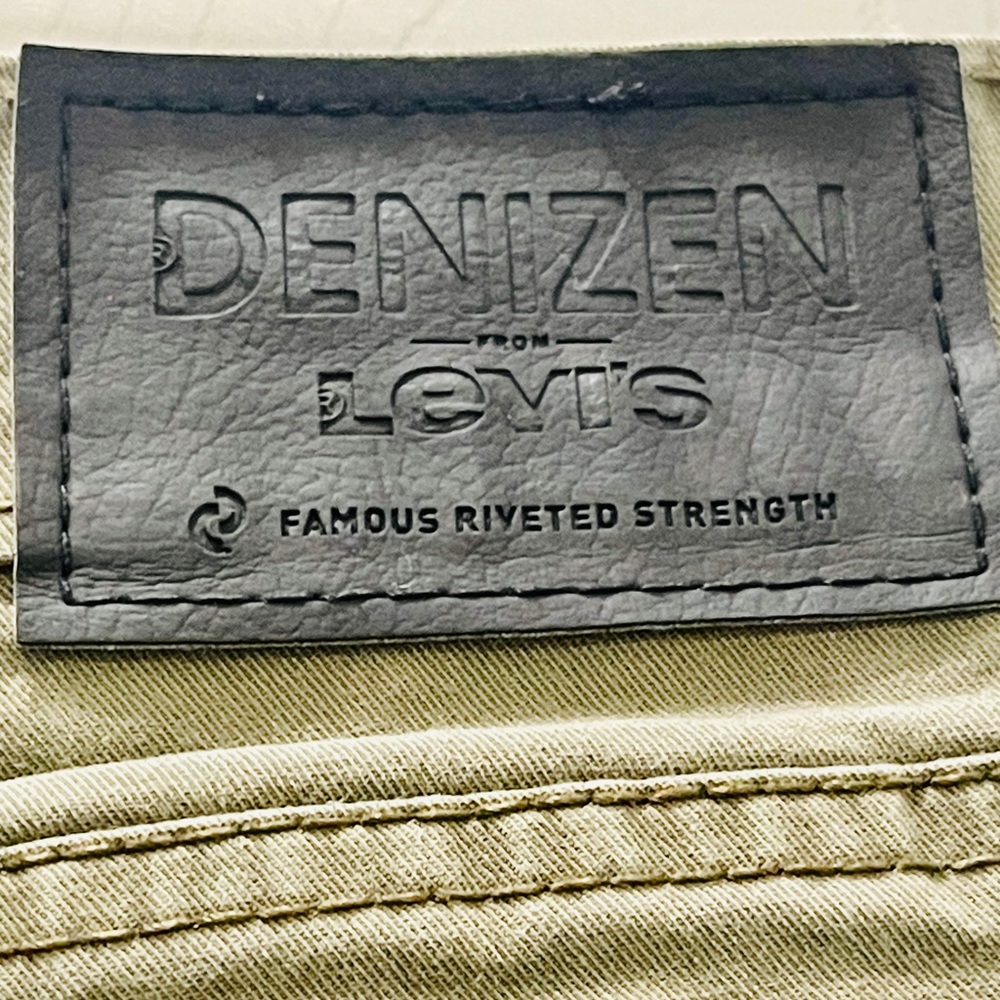 DENIZEN®
FROM
Levi's®
FAMOUS RIVETED STRENGTH